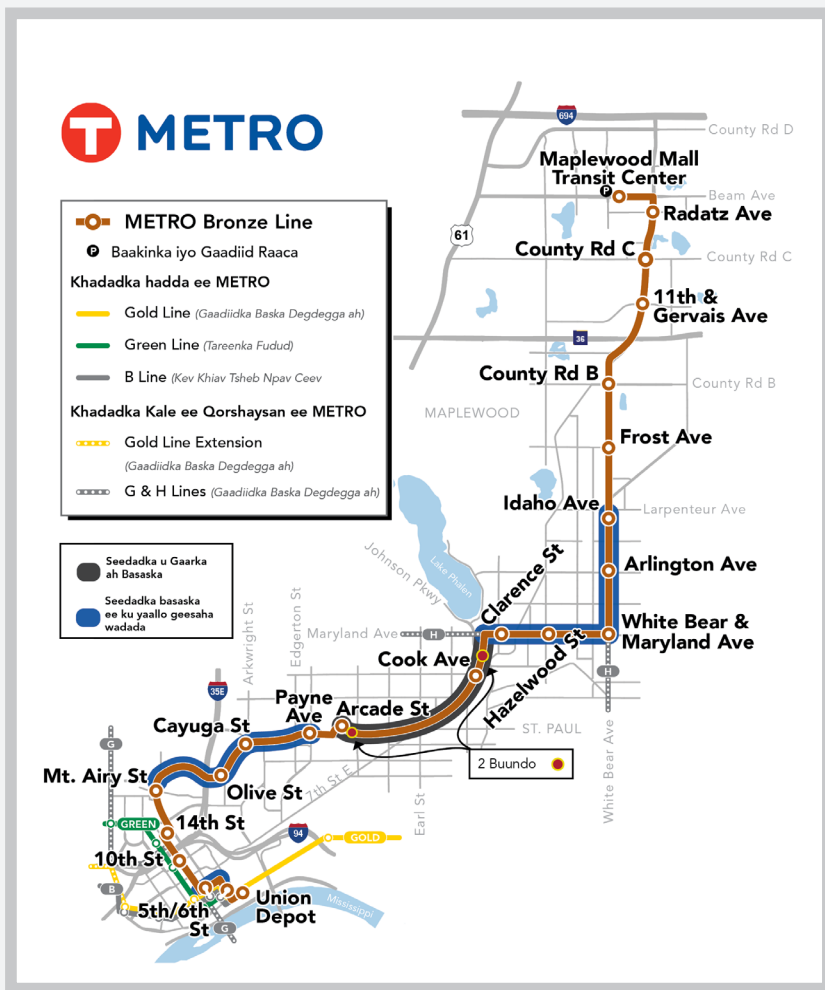 T METRO
METRO Bronze Line
P Baakinka iyo Gaadiid Raaca
Khadadka hadda ee METRO
Gold Line (Gaadiidka Baska Degdegga ah)
Green Line (Tareenka Fudud)
B Line (Kev Khiav Tsheb Npav Ceev
Khadadka Kale ee Qorshaysan ee METRO
Gold Line Extension
(Gaadiidka Baska Degdegga ah)
G & H Lines (Gaadiidka Baska Degdegga ah)
Seedadka u Gaarka
ah Basaska
Seedadka basaska
ee ku yaallo geesaha
wadada
694
County Rd D
Maplewood Mall
Transit Center
P
Beam Ave
Radatz Ave
61
County Rd C
County Rd C
11th &
Gervais Ave
36
County Rd B
County Rd B
MAPLEWOOD
Frost Ave
Idaho Ave
Larpenteur Ave
Lake Phalen
Johnson Pkwy
Clarence St
Arlington Ave
White Bear &
Maryland Ave
Maryland Ave
H
Hazelwood St
H
Cook Ave
Arkwright St
Edgerton St
35E
Payne
Ave
Arcade St
Cayuga St
ST. PAUL
White Bear Ave
G
2 Buundo
Mt. Airy St
Olive St
7th St E
Earl St
14th St
GREEN
94
GOLD
10th St
B
Union
Depot
5th/6th
St
G
Mississippi